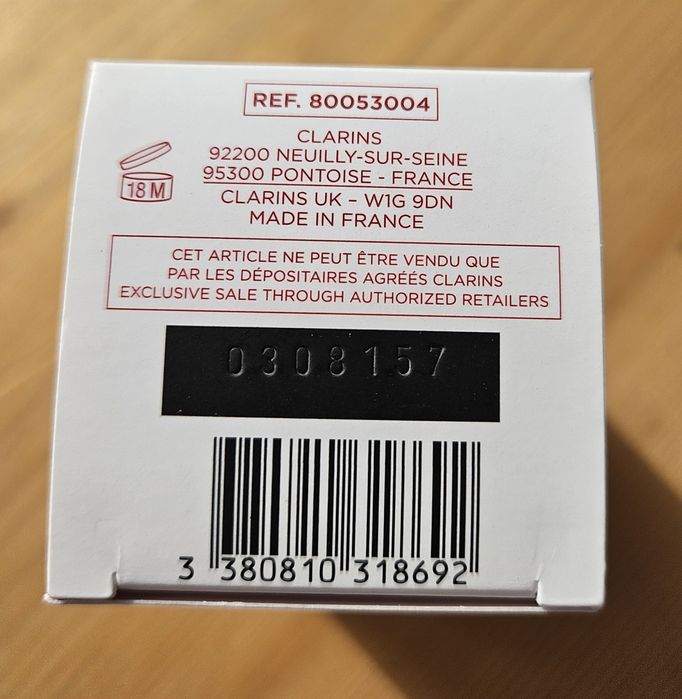 REF. 80053004
CLARINS
92200 NEUILLY-SUR-SEINE
95300 PONTOISE - FRANCE
CLARINS UK – W1G 9DN
MADE IN FRANCE
18 M
CET ARTICLE NE PEUT ÊTRE VENDU QUE
PAR LES DÉPOSITAIRES AGRÉÉS CLARINS
EXCLUSIVE SALE THROUGH AUTHORIZED RETAILERS
0308157
3 380810 318692